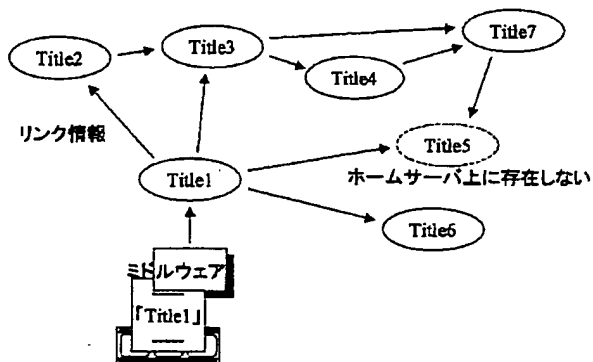 Title7
Title3
Title2
Title4
リンク情報
Title5
Title1
ホームサーバ上に存在しない
Title6
ミドルウェア
「Title1」